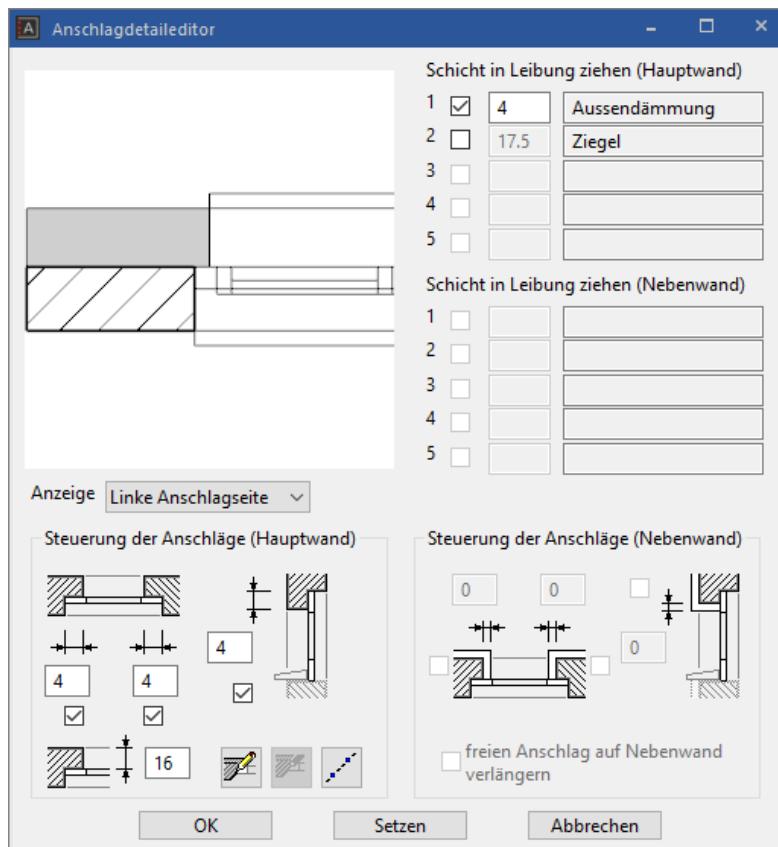 Anschlagdetaileditor
Schicht in Leibung ziehen (Hauptwand)
1 4 Aussendämmung
2 17.5 Ziegel
3
4
5
Schicht in Leibung ziehen (Nebenwand)
1
2
3
4
5
Anzeige Linke Anschlagseite
Steuerung der Anschläge (Hauptwand)
4
4 4
16
Steuerung der Anschläge (Nebenwand)
0 0
0
freien Anschlag auf Nebenwand
verlängern
OK Setzen Abbrechen